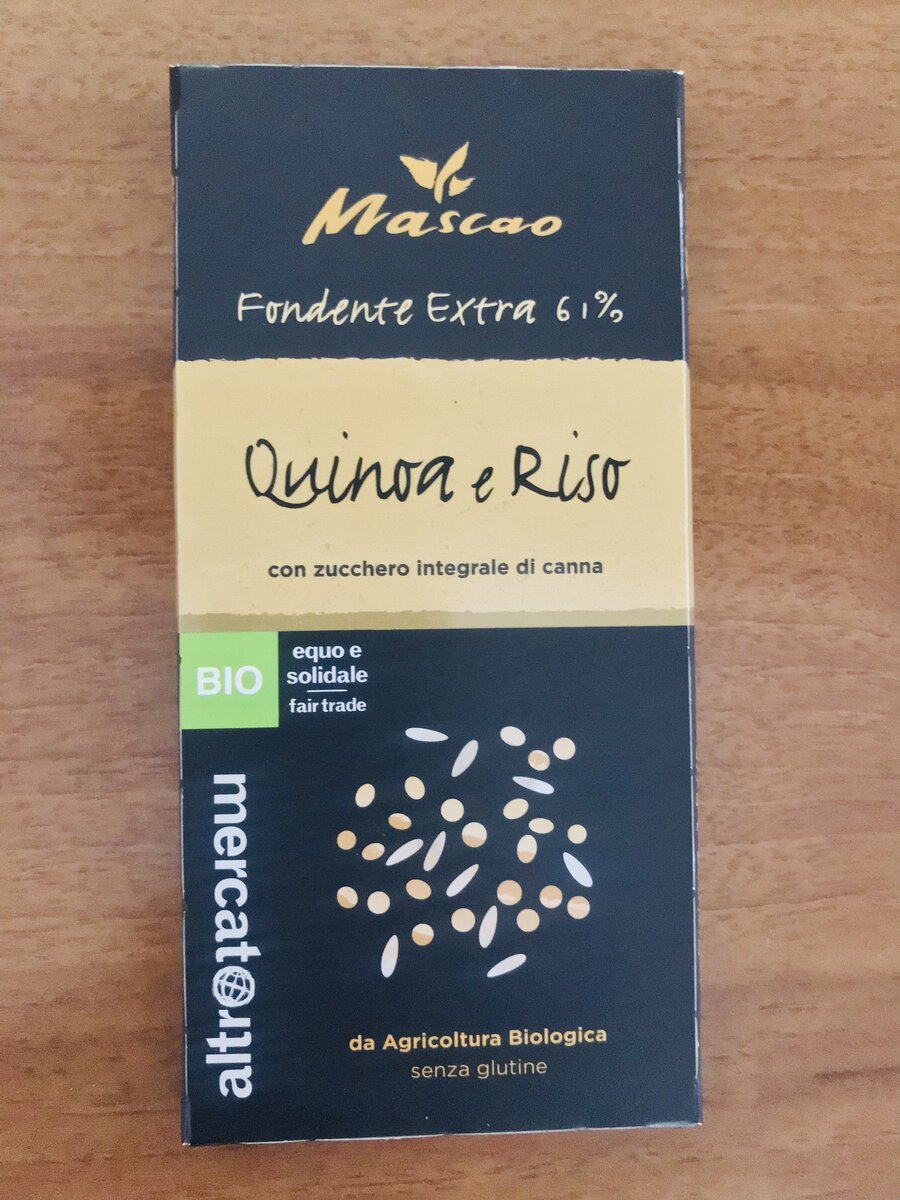 Mascao
Fondente Extra 61%
Quinoa e Riso
con zucchero integrale di canna
BIO
equo e
solidale
fair trade
altromercato
da Agricoltura Biologica
senza glutine